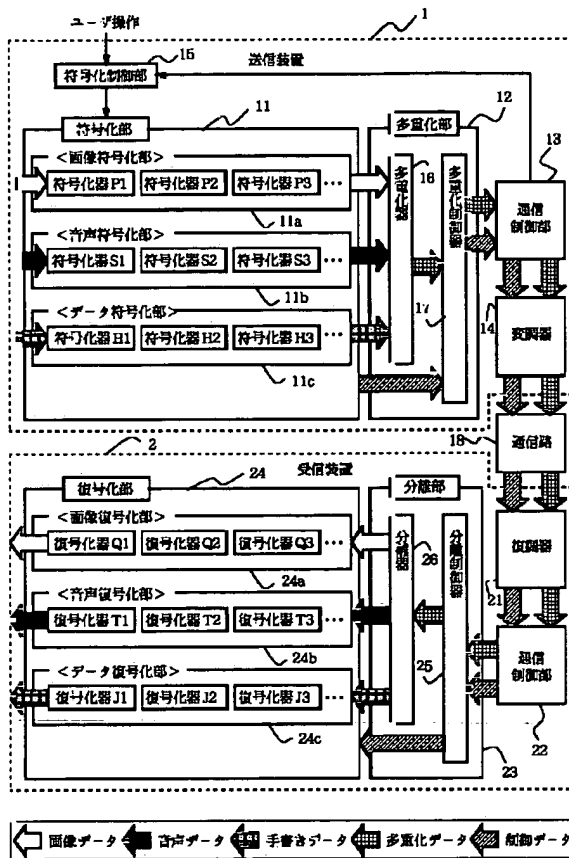 ユーザ操作
1
15
符号化制御部
送信装置
符号化部
11
多重化部
12
13
<画像符号化部>
符号化器P1 符号化器P2 符号化器P3 …
11a
<音声符号化部>
符号化器S1 符号化器S2 符号化器S3 …
11b
<データ符号化部>
符号化器H1 符号化器H2 符号化器H3 …
11c
多重化器
16
多重化制御器
17
通信
制御部
14
変調器
18
通信路
2
受信装置
復号化部
24
分離部
<画像復号化部>
復号化器Q1 復号化器Q2 復号化器Q3 …
24a
<音声復号化部>
復号化器T1 復号化器T2 復号化器T3 …
24b
<データ復号化部>
復号化器J1 復号化器J2 復号化器J3 …
24c
分離器
26
分離制御器
25
23
復調器
21
通信
制御部
22
画像データ
音声データ
手書きデータ
多重化データ
制御データ